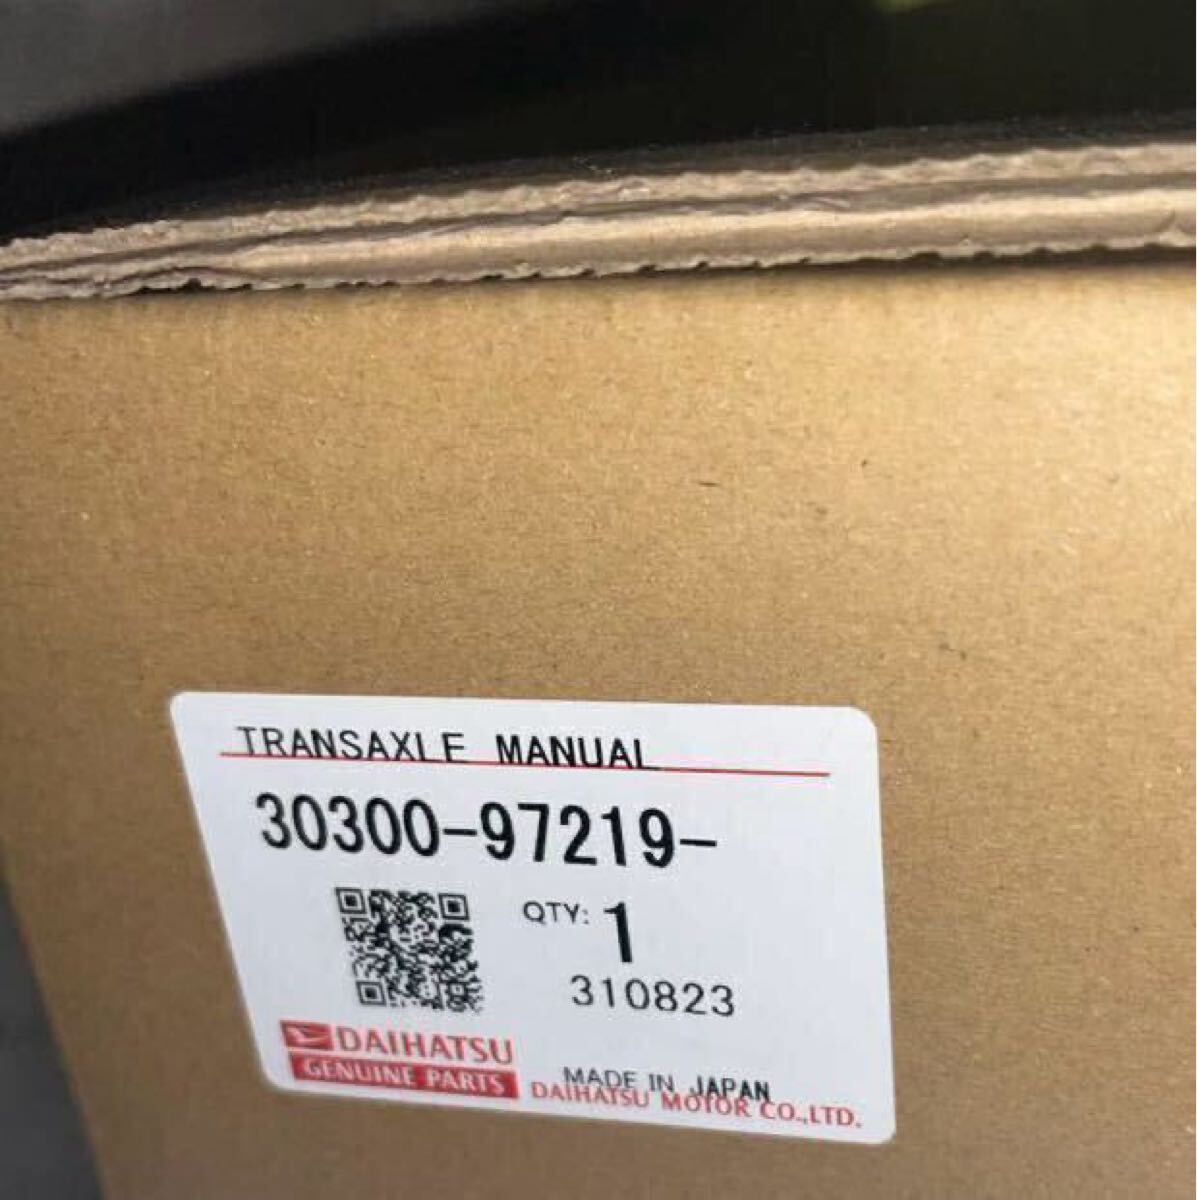 TRANSAXLE MANUAL
30300-97219-
QTY: 1
310823
DAIHATSU
GENUINE PARTS
MADE IN JAPAN
DAIHATSU MOTOR CO.,LTD.